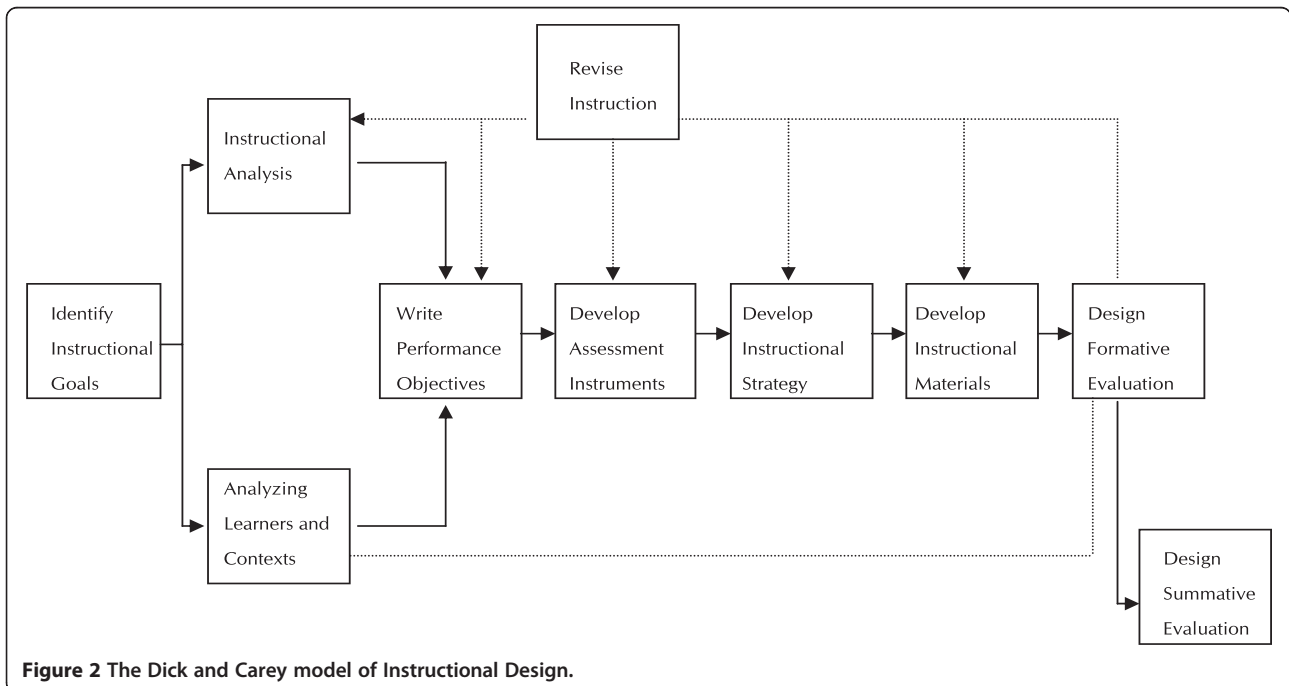 Revise
Instruction
Instructional
Analysis
Identify
Instructional
Goals
Write
Performance
Objectives
Develop
Assessment
Instruments
Develop
Instructional
Strategy
Develop
Instructional
Materials
Design
Formative
Evaluation
Analyzing
Learners and
Contexts
Design
Summative
Evaluation
Figure 2 The Dick and Carey model of Instructional Design.